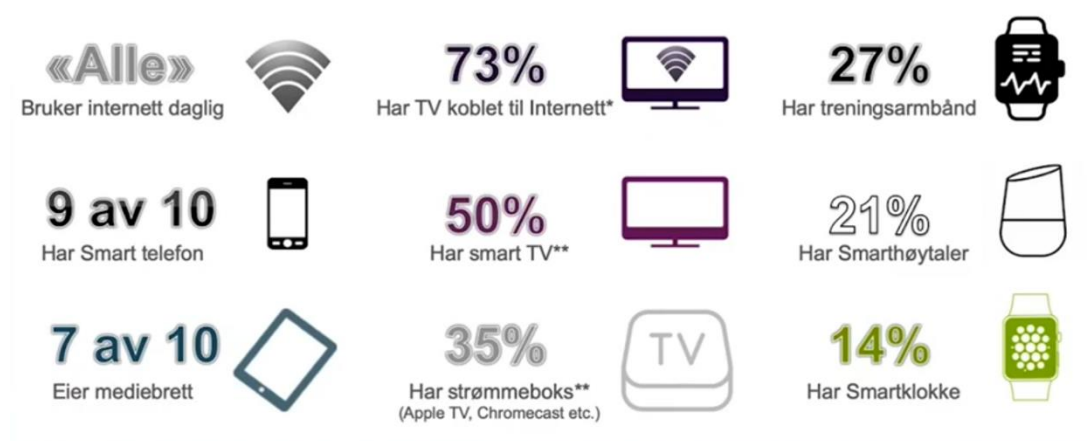 «Alle»
Bruker internett daglig
73%
Har TV koblet til Internett*
27%
Har treningsarmbånd
9 av 10
Har Smart telefon
50%
Har smart TV**
21%
Har Smarthøytaler
7 av 10
Eier mediebrett
35%
Har strømmeboks**
(Apple TV, Chromecast etc.)
TV
14%
Har Smartklokke